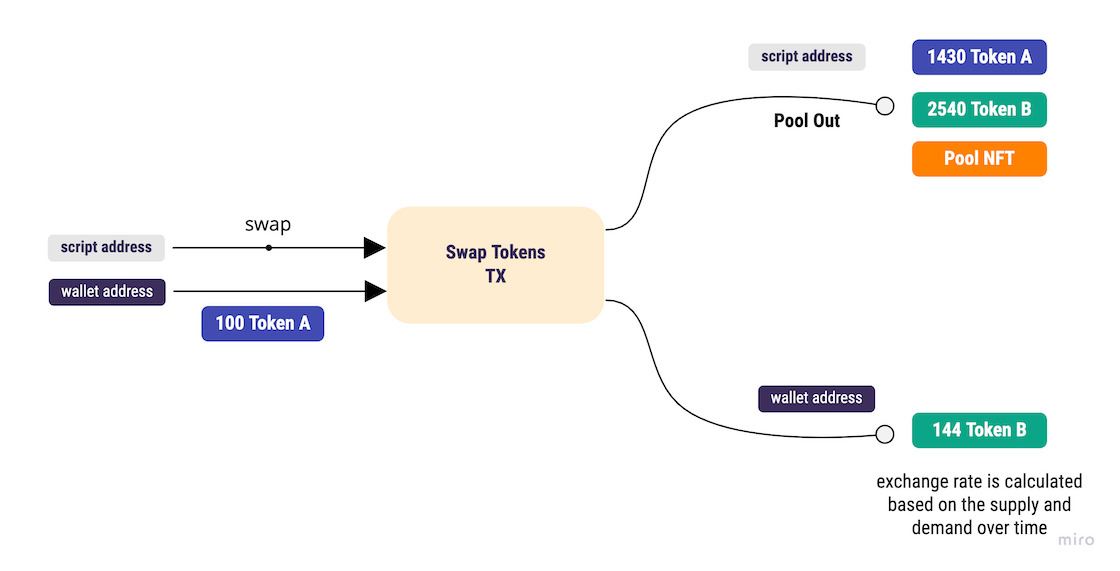 script address
1430 Token A
2540 Token B
Pool Out
Pool NFT
swap
script address
Swap Tokens
TX
wallet address
100 Token A
wallet address
144 Token B
exchange rate is calculated
based on the supply and
demand over time
miro